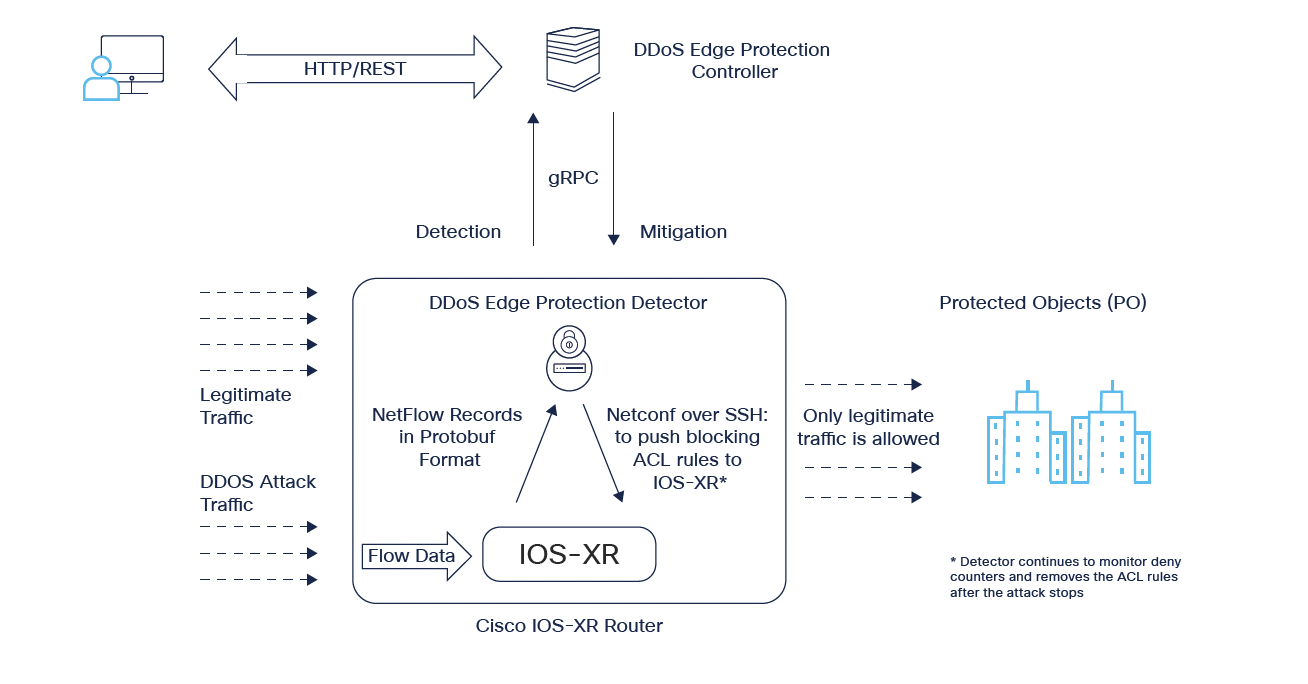 HTTP/REST
DDoS Edge Protection
Controller
gRPC
Detection
Mitigation
DDoS Edge Protection Detector
Protected Objects (PO)
Legitimate
Traffic
NetFlow Records
in Protobuf
Format
Netconf over SSH:
to push blocking
ACL rules to
IOS-XR*
Only legitimate
traffic is allowed
DDOS Attack
Traffic
Flow Data
IOS-XR
* Detector continues to monitor deny
counters and removes the ACL rules
after the attack stops
Cisco IOS-XR Router